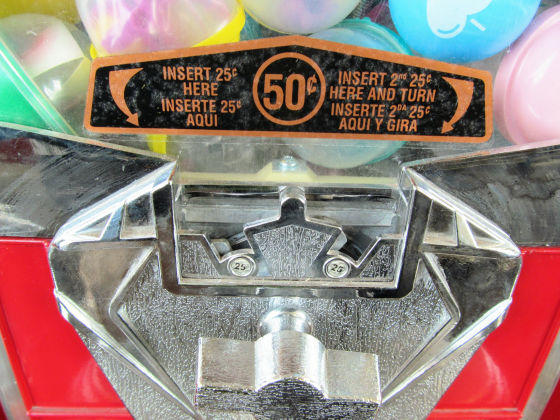 INSERT 25¢
HERE
INSERTE 25¢
AQUI
50¢
INSERT 2ND 25¢
HERE AND TURN
INSERTE 2DA 25¢
AQUI Y GIRA
25¢
25¢